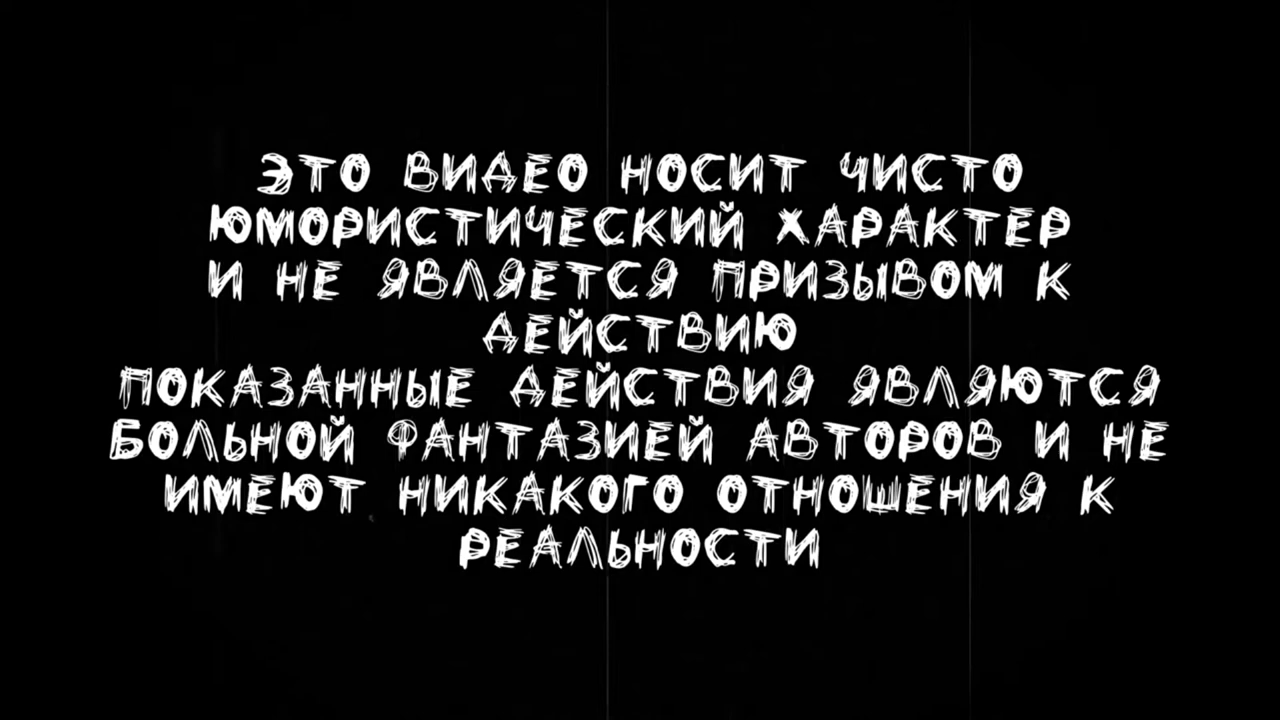 ЭТО ВИДЕО НОСИТ ЧИСТО
ЮМОРИСТИЧЕСКИЙ ХАРАКТЕР
И НЕ ЯВЛЯЕТСЯ ПРИЗЫВОМ К
ДЕЙСТВИЮ
ПОКАЗАННЫЕ ДЕЙСТВИЯ ЯВЛЯЮТСЯ
БОЛЬНОЙ ФАНТАЗИЕЙ АВТОРОВ И НЕ
ИМЕЮТ НИКАКОГО ОТНОШЕНИЯ К
РЕАЛЬНОСТИ